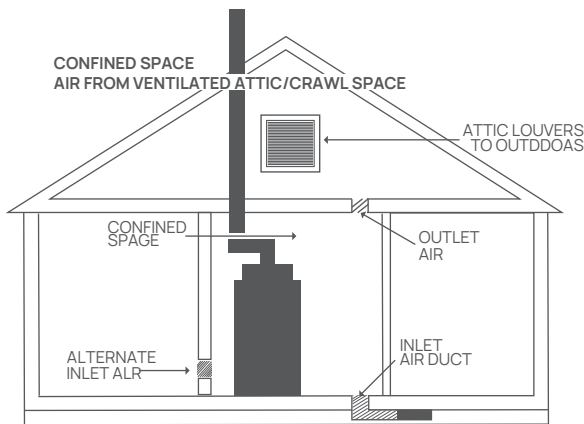 CONFINED SPACE
AIR FROM VENTILATED ATTIC/CRAWL SPACE
ATTIC LOUVERS
TO OUTDDOAS
CONFINED
SPAGE
OUTLET
AIR
ALTERNATE
INLET ALR
INLET
AIR DUCT